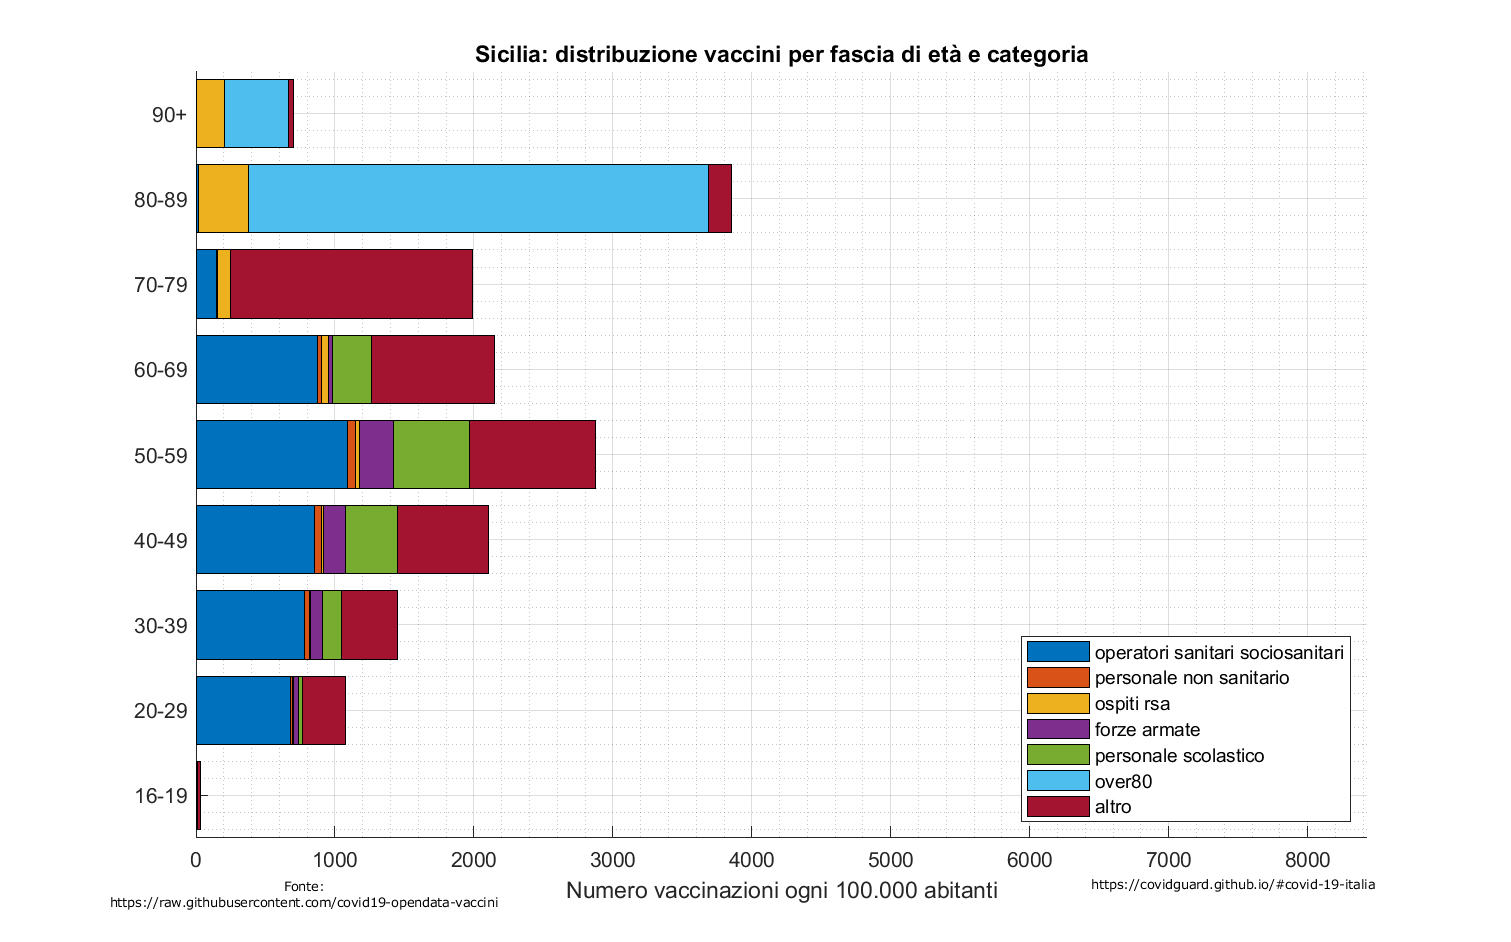 Sicilia: distribuzione vaccini per fascia di età e categoria
90+
80-89
70-79
60-69
50-59
40-49
30-39
20-29
16-19
operatori sanitari sociosanitari
personale non sanitario
ospiti rsa
forze armate
personale scolastico
over80
altro
0 1000 2000 3000 4000 5000 6000 7000 8000
Numero vaccinazioni ogni 100.000 abitanti
Fonte:
https://raw.githubusercontent.com/covid19-opendata-vaccini
https://covidguard.github.io/#covid-19-italia